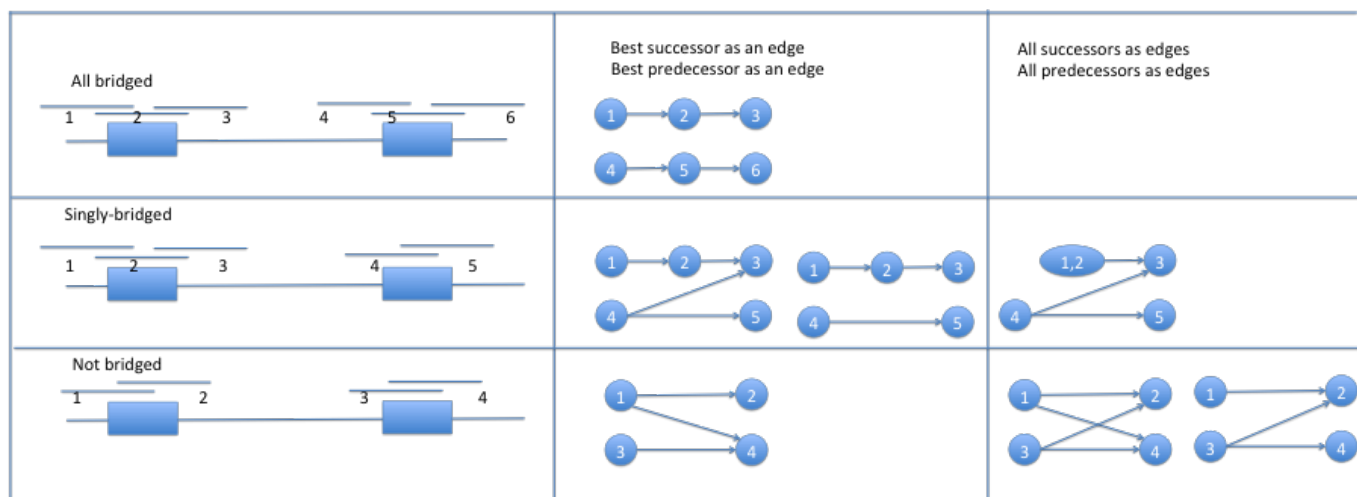 Best successor as an edge
Best predecessor as an edge
All successors as edges
All predecessors as edges
All bridged
1 2 3 4 5 6
1 2 3
4 5 6
Singly-bridged
1 2 3 4 5
1 2 3
4 5
1 2 3
4 5
1,2 3
4 5
Not bridged
1 2 3 4
1 2
3 4
1 2
3 4
1 2
3 4